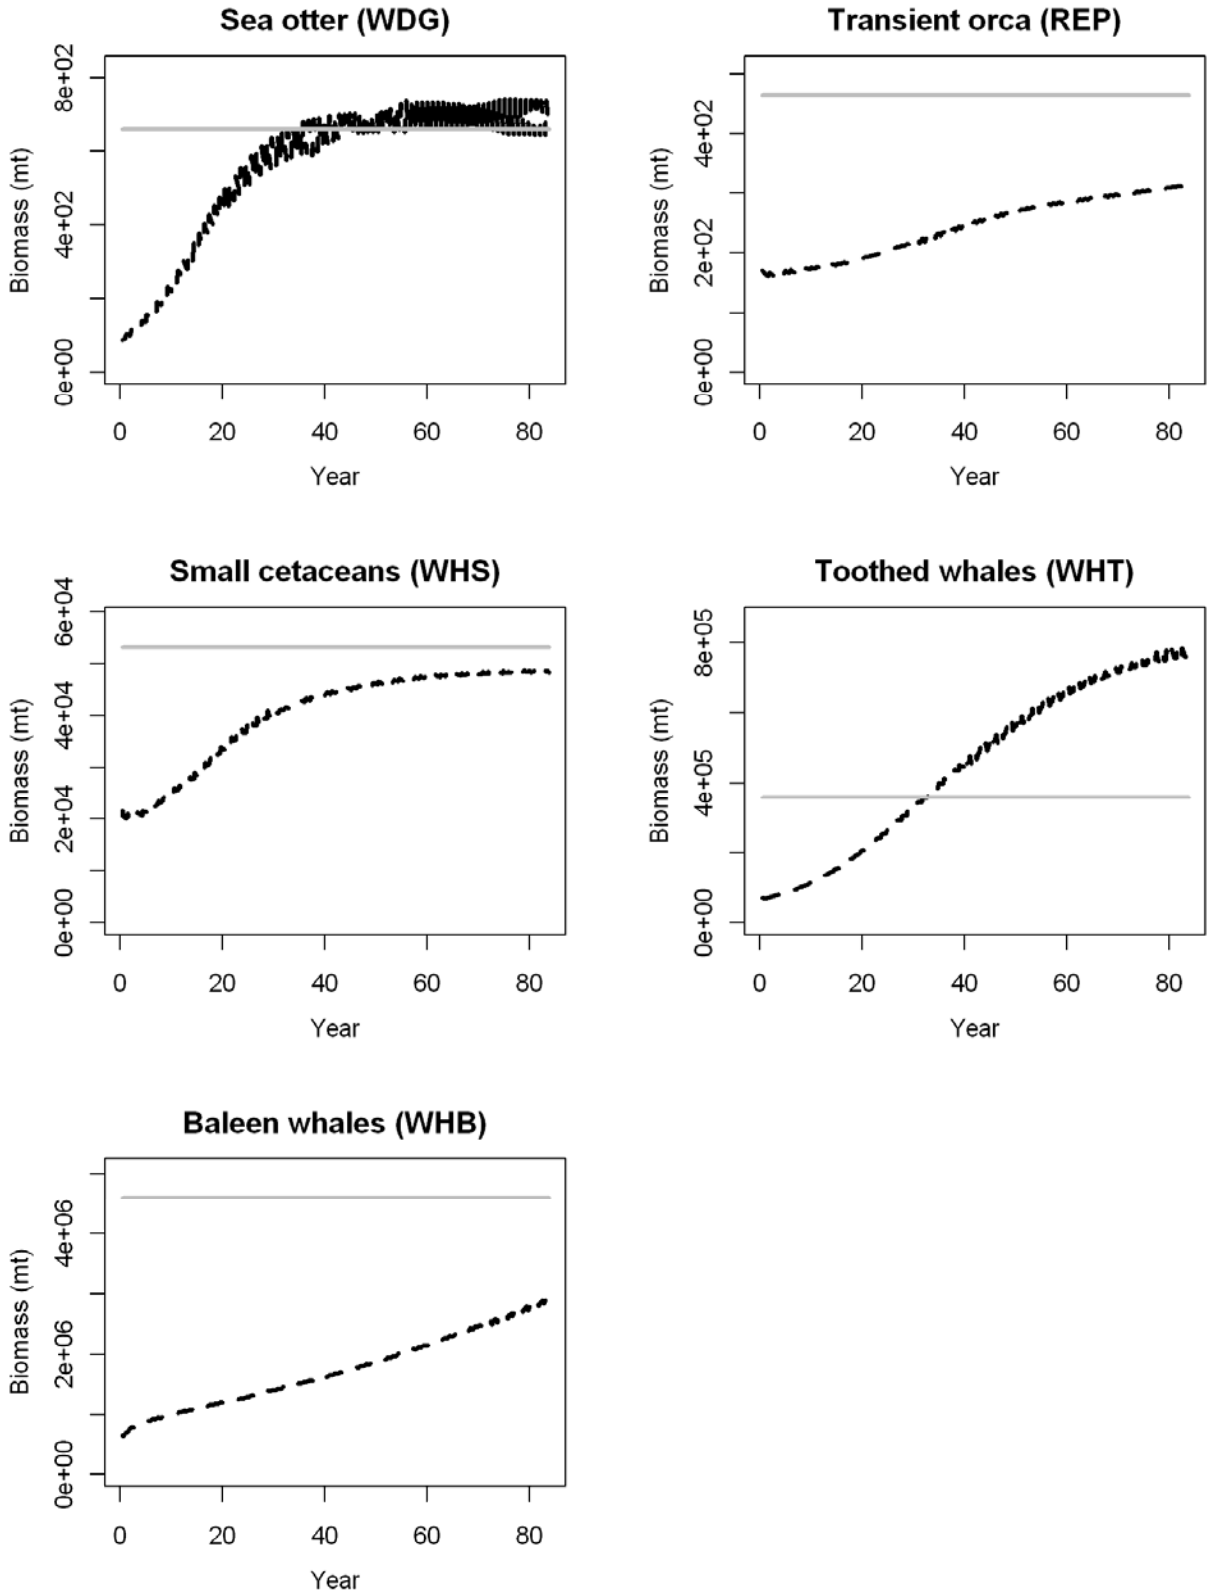 Sea otter (WDG)
Biomass (mt)
0e+00 4e+02 8e+02
0 20 40 60 80
Year
Transient orca (REP)
Biomass (mt)
0e+00 2e+02 4e+02
0 20 40 60 80
Year
Small cetaceans (WHS)
Biomass (mt)
0e+00 2e+04 4e+04 6e+04
0 20 40 60 80
Year
Toothed whales (WHT)
Biomass (mt)
0e+00 4e+05 8e+05
0 20 40 60 80
Year
Baleen whales (WHB)
Biomass (mt)
0e+00 2e+06 4e+06
0 20 40 60 80
Year